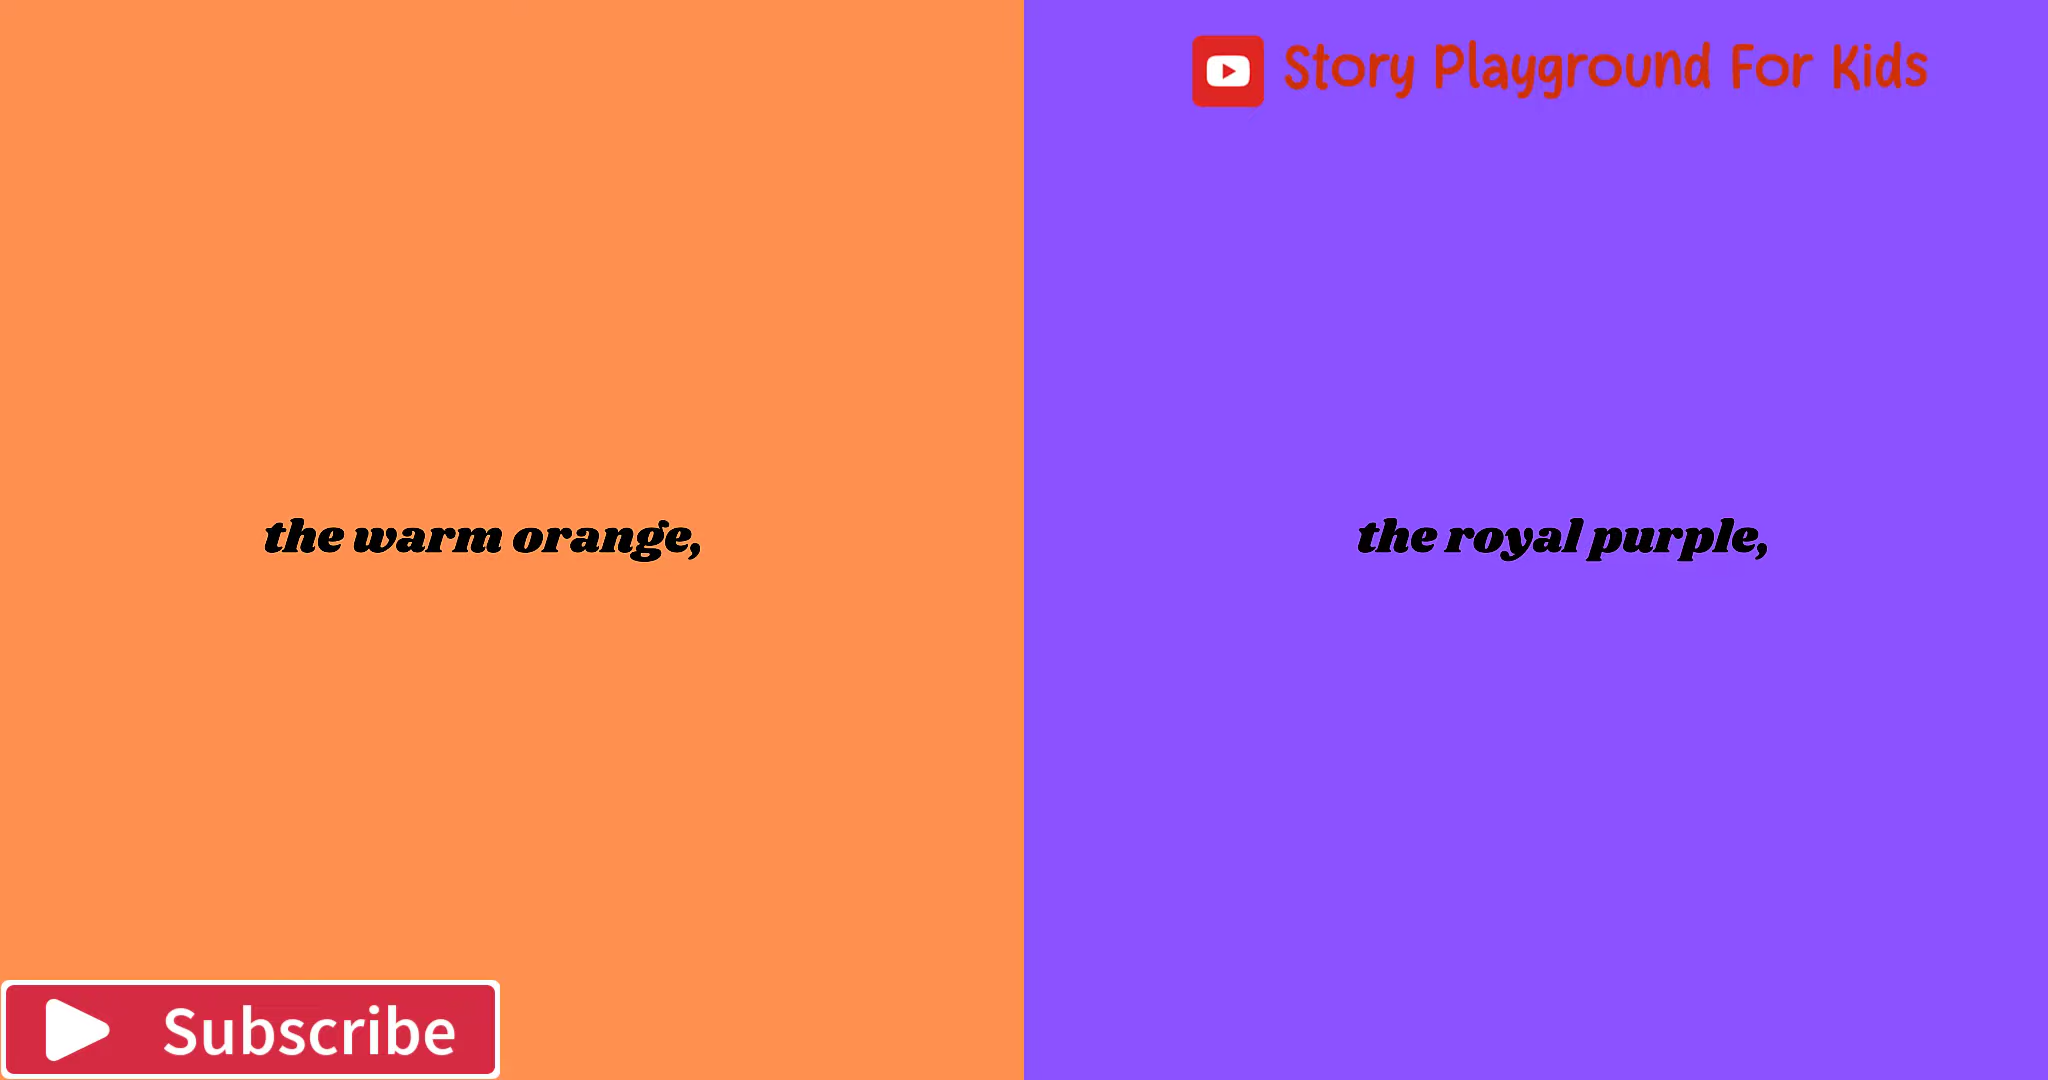 Story Playground For Kids
the warm orange,
the royal purple,
Subscribe